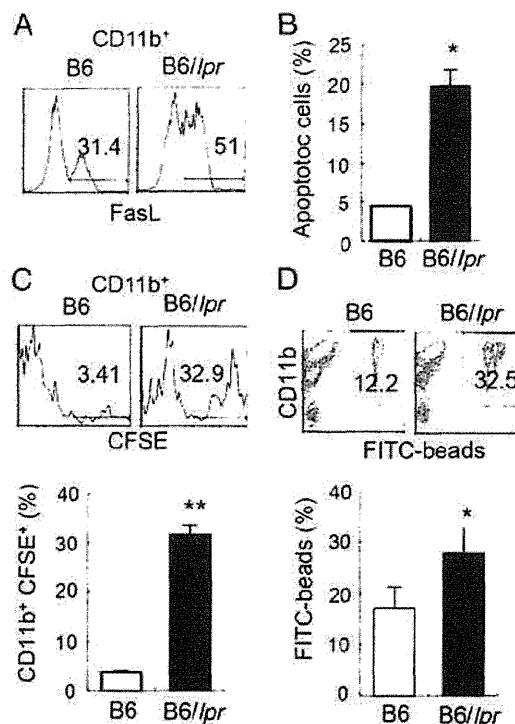 A
CD11b+
B6 B6/lpr
31.4 51
FasL
B
Apoptotoc cells (%)
25
20
15
10
5
0
*
B6 B6/lpr
C
CD11b+
B6 B6/lpr
3.41 32.9
CFSE
CD11b+ CFSE+ (%)
40
30
20
10
0
**
B6 B6/lpr
D
B6 B6/lpr
CD11b
12.2 32.5
FITC-beads
FITC-beads (%)
40
30
20
10
0
*
B6 B6/lpr